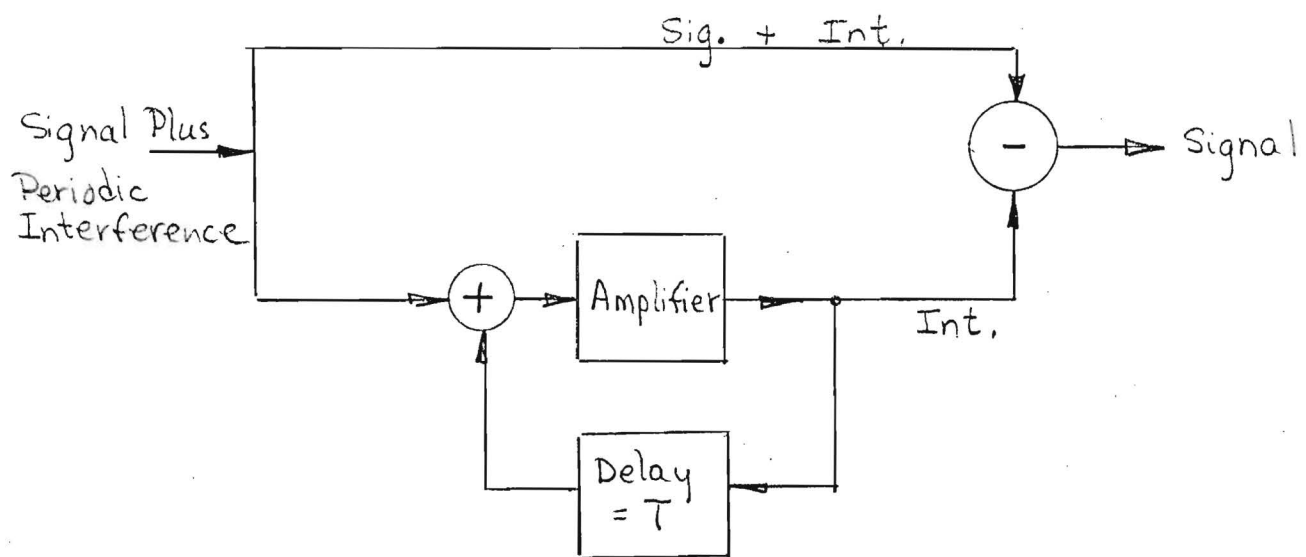 Sig. + Int.
Signal Plus
Periodic
Interference
-
Signal
+
Amplifier
Int.
Delay
= T